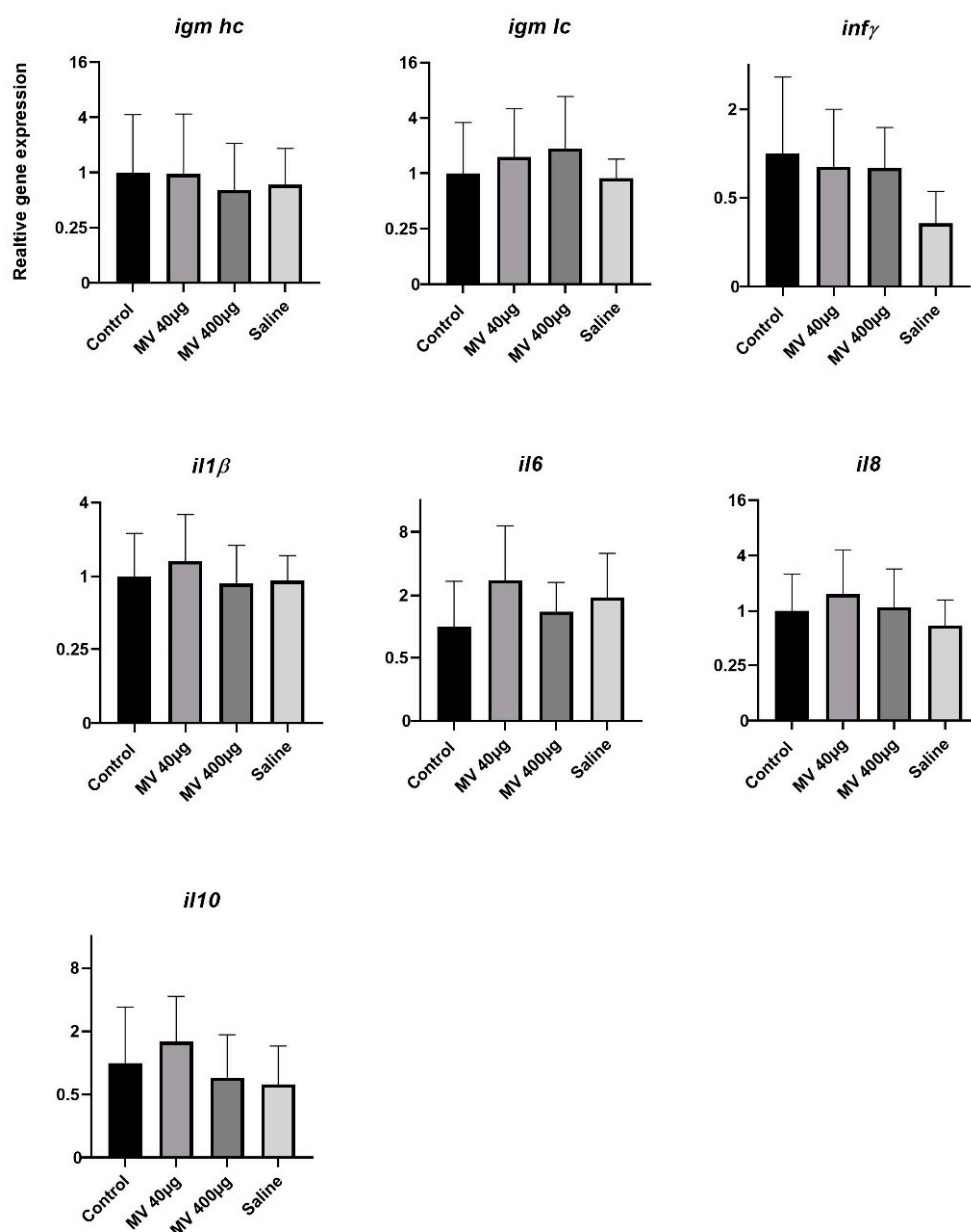 igm hc
igm lc
infγ
Realtive gene expression
16
4
1
0.25
0
Control
MV 40µg
MV 400µg
Saline
16
4
1
0.25
0
Control
MV 40µg
MV 400µg
Saline
2
0.5
0
Control
MV 40µg
MV 400µg
Saline
il1β
il6
il8
4
1
0.25
0
Control
MV 40µg
MV 400µg
Saline
8
2
0.5
0
Control
MV 40µg
MV 400µg
Saline
16
4
1
0.25
0
Control
MV 40µg
MV 400µg
Saline
il10
8
2
0.5
0
Control
MV 40µg
MV 400µg
Saline